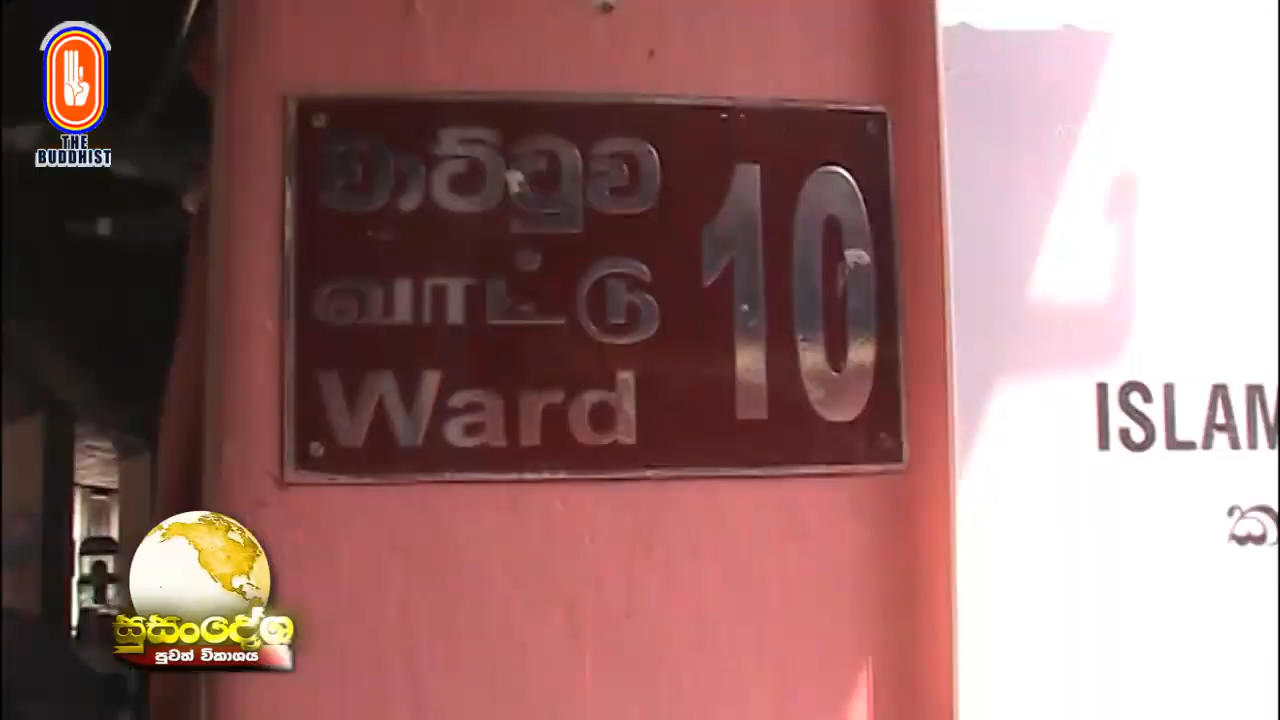 THE
BUDDHIST
වාට්ටුව
வாட்டு
Ward
10
ISLAM
ක
සුසංදේශ
පුවත් විකාශය